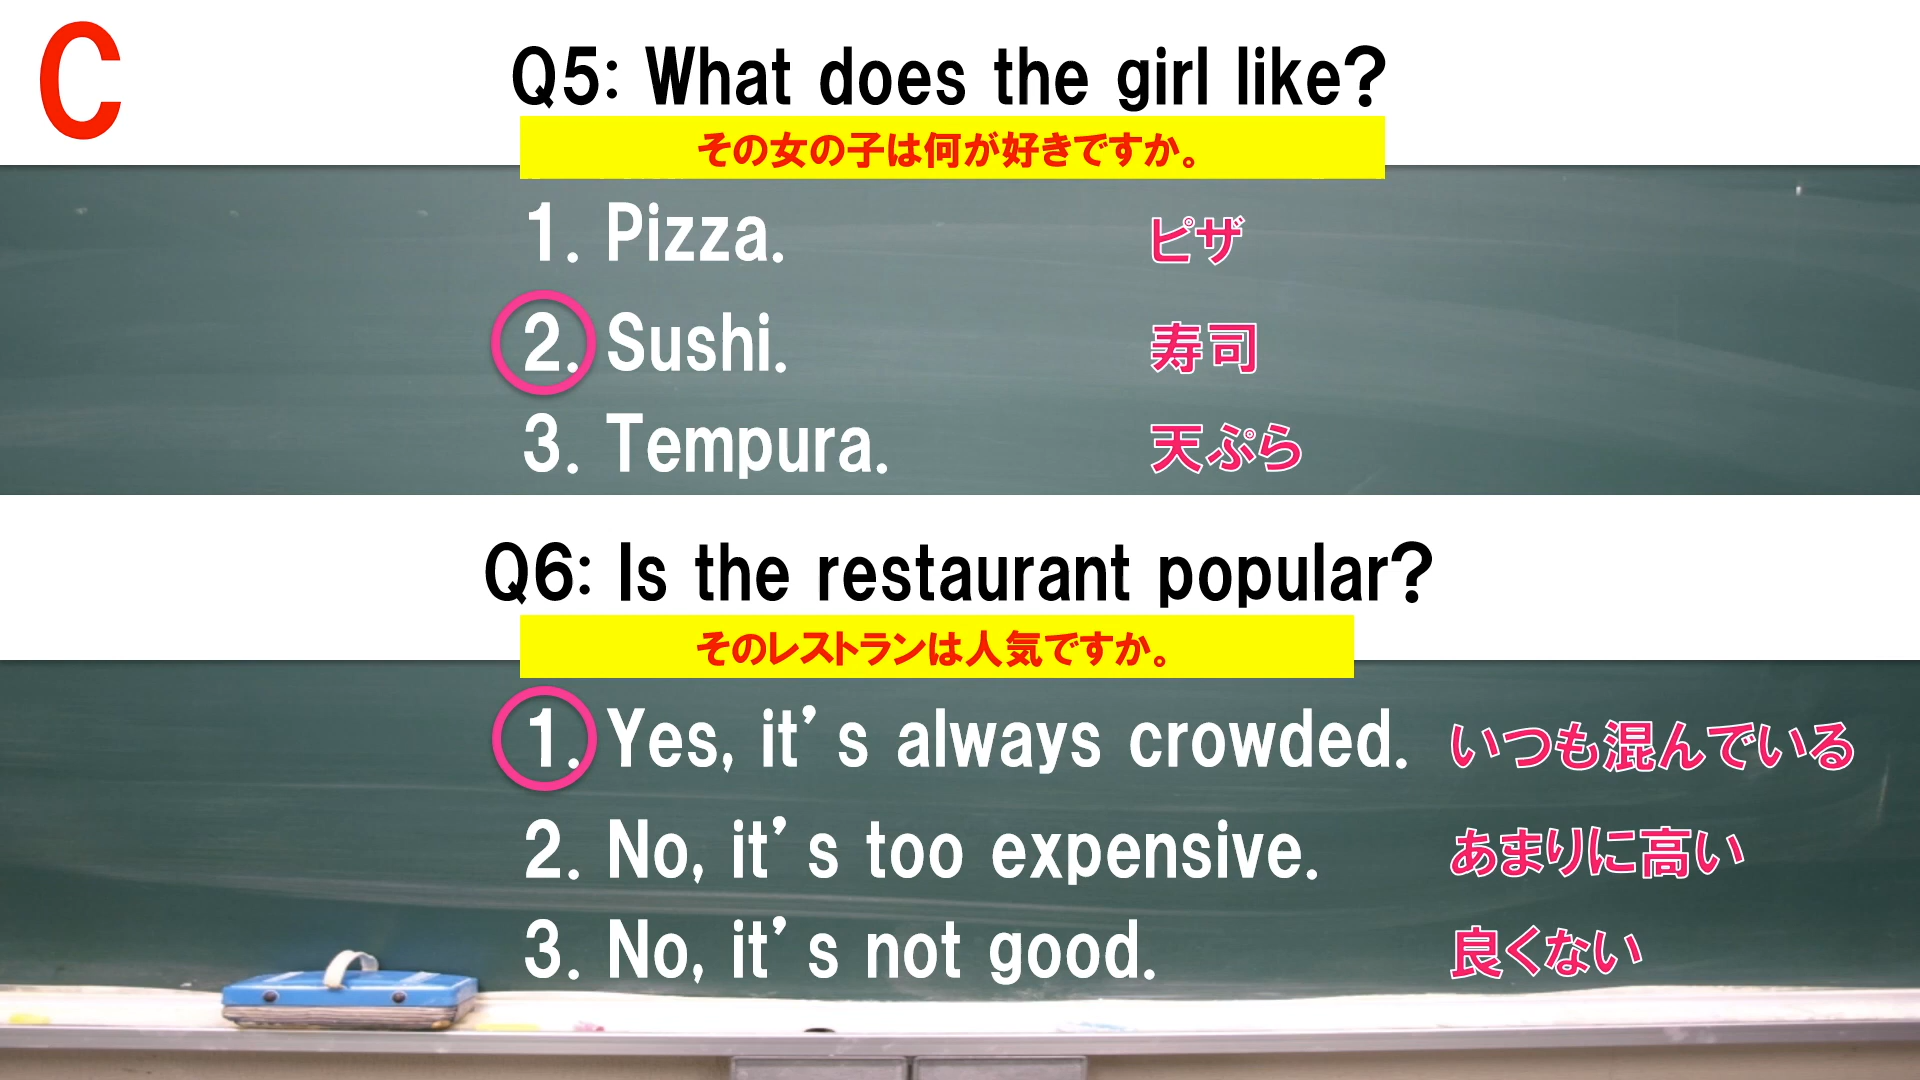 C
Q5: What does the girl like?
その女の子は何が好きですか。
1. Pizza. ピザ
2. Sushi. 寿司
3. Tempura. 天ぷら
Q6: Is the restaurant popular?
そのレストランは人気ですか。
1. Yes, it’s always crowded. いつも混んでいる
2. No, it’s too expensive. あまりに高い
3. No, it’s not good. 良くない